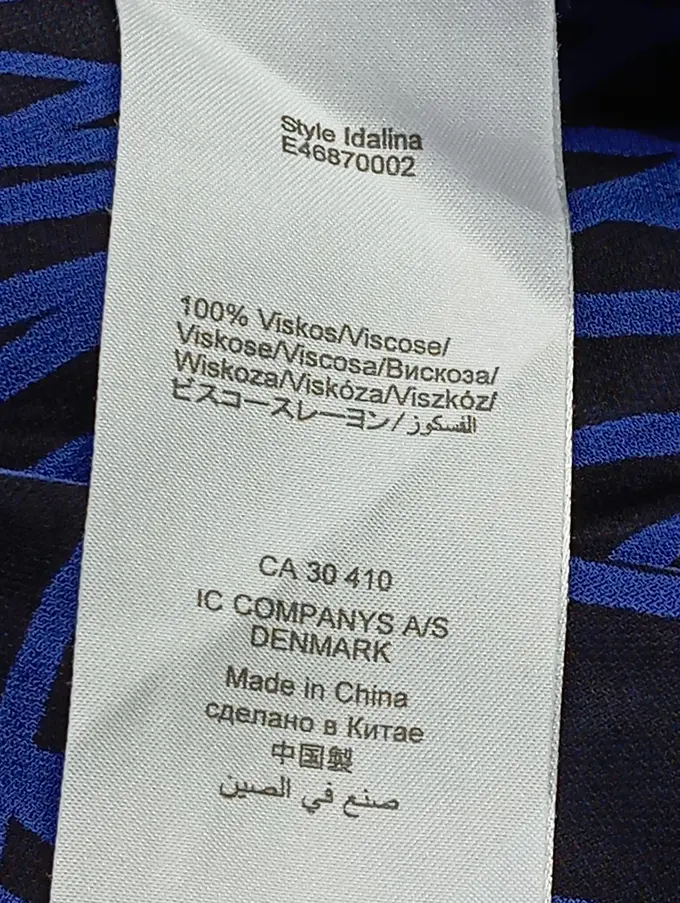 Style Idalina
E46870002
100% Viskos/Viscose/
Viskose/Viscosa/Вискоза/
Wiskoza/Viskóza/Viszkóz/
ビスコースレーヨン/الفسكوز
CA 30 410
IC COMPANYS A/S
DENMARK
Made in China
сделано в Китае
中国製
صنع في الصين